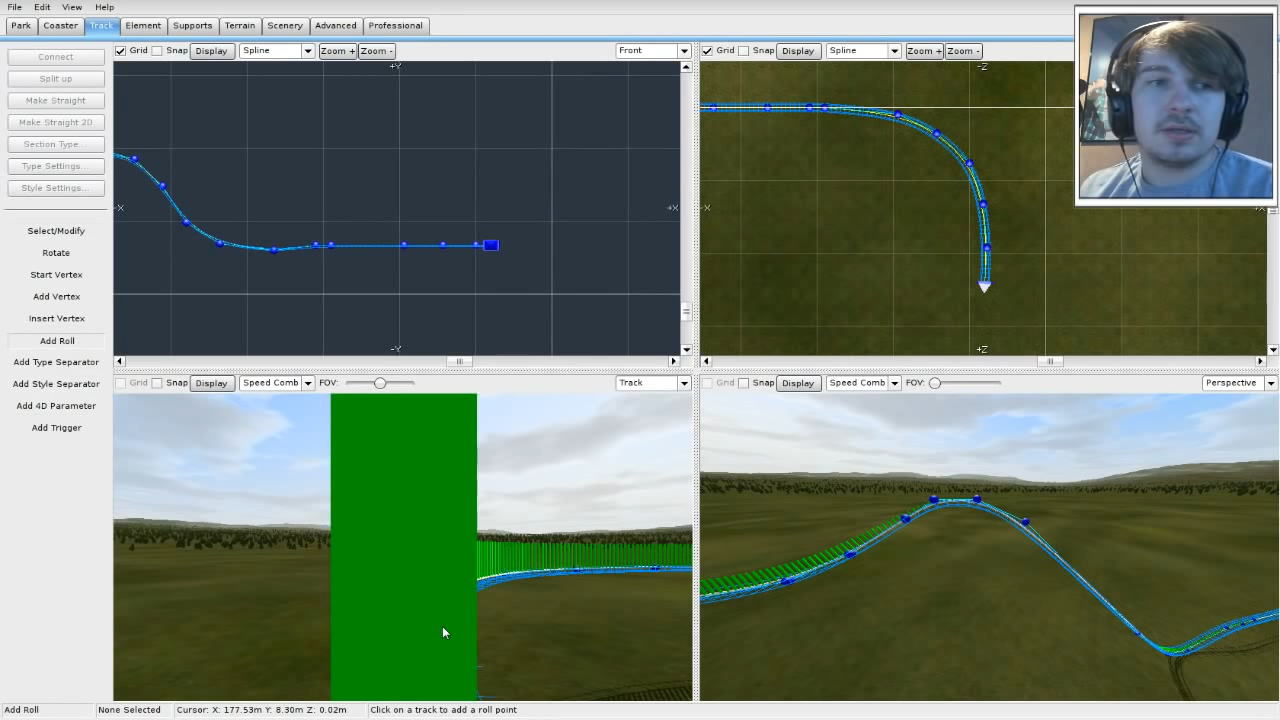 File Edit View Help
Park Coaster Track Element Supports Terrain Scenery Advanced Professional
Connect
Split up
Make Straight
Make Straight 2D
Section Type...
Type Settings...
Style Settings...
Select/Modify
Rotate
Start Vertex
Add Vertex
Insert Vertex
Add Roll
Add Type Separator
Add Style Separator
Add 4D Parameter
Add Trigger
Grid Snap Display Spline Zoom + Zoom - Front
+Y
-X +X
-Y
Grid Snap Display Spline Zoom + Zoom -
-Z
-X
+Z
Grid Snap Display Speed Comb FOV: Track
Grid Snap Display Speed Comb FOV: Perspective
Add Roll None Selected Cursor: X: 177.53m Y: 8.30m Z: 0.02m Click on a track to add a roll point